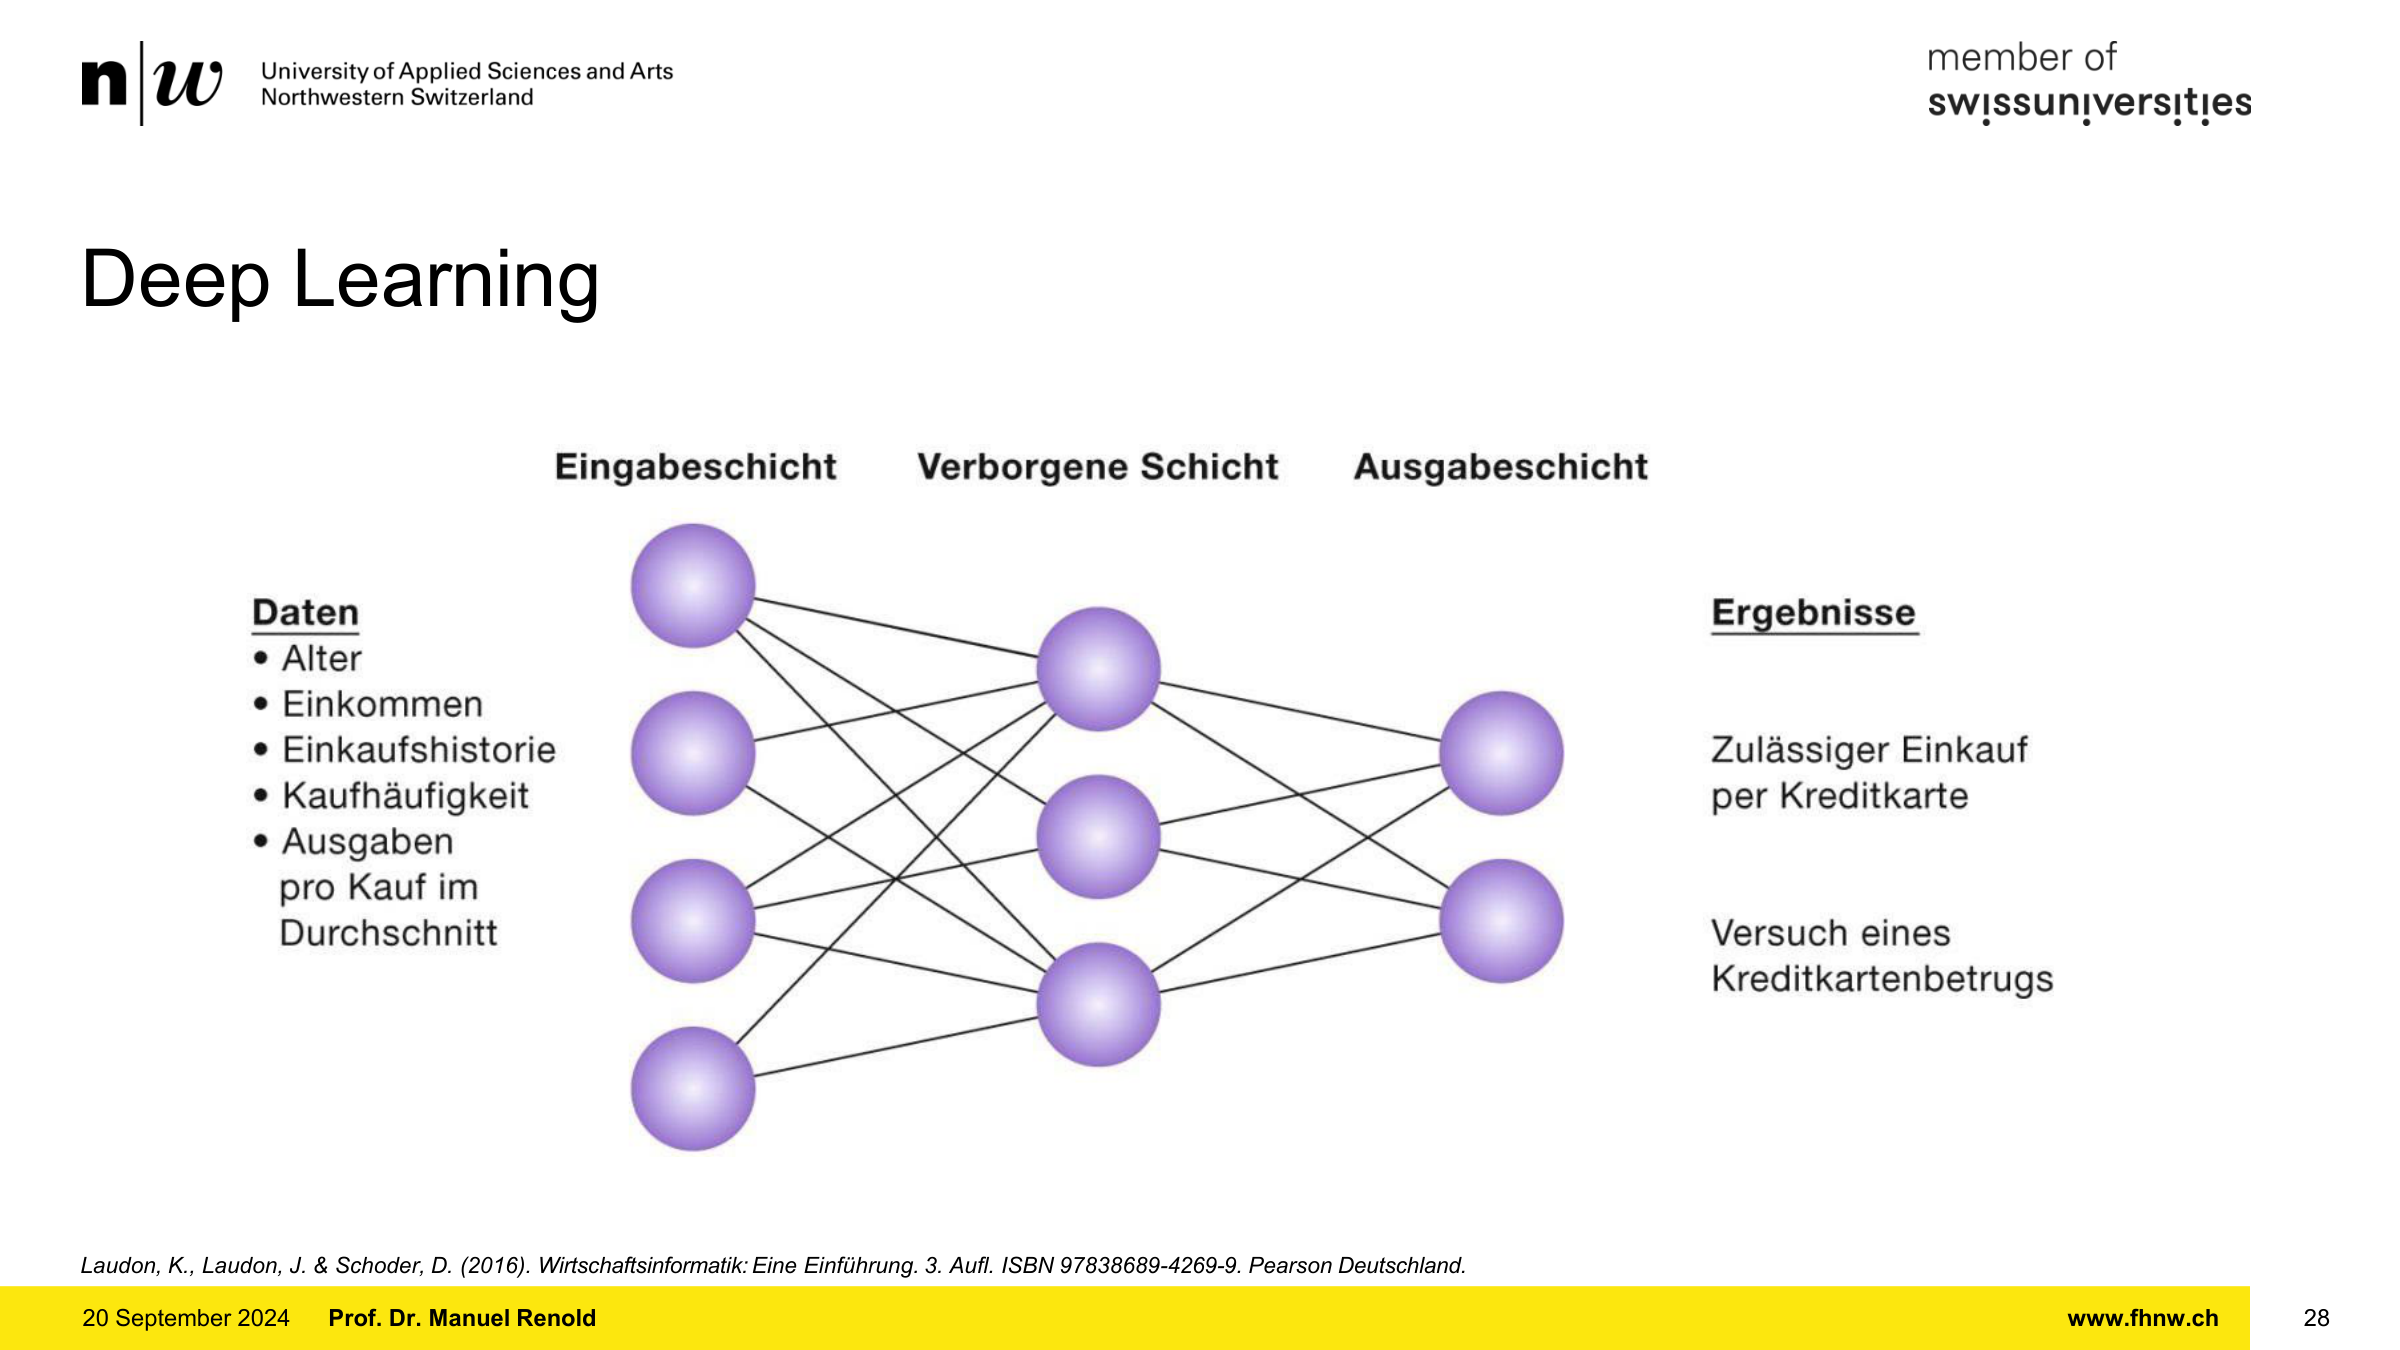 n|w University of Applied Sciences and Arts
Northwestern Switzerland
member of
swissuniversities
Deep Learning
Eingabeschicht Verborgene Schicht Ausgabeschicht
Daten
• Alter
• Einkommen
• Einkaufshistorie
• Kaufhäufigkeit
• Ausgaben
pro Kauf im
Durchschnitt
Ergebnisse
Zulässiger Einkauf
per Kreditkarte
Versuch eines
Kreditkartenbetrugs
Laudon, K., Laudon, J. & Schoder, D. (2016). Wirtschaftsinformatik: Eine Einführung. 3. Aufl. ISBN 97838689-4269-9. Pearson Deutschland.
20 September 2024 Prof. Dr. Manuel Renold www.fhnw.ch 28